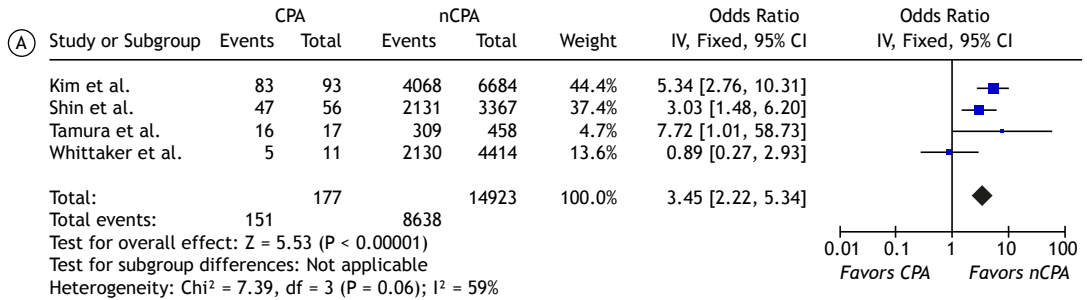 CPA nCPA Odds Ratio Odds Ratio
A Study or Subgroup Events Total Events Total Weight IV, Fixed, 95% CI IV, Fixed, 95% CI
Kim et al. 83 93 4068 6684 44.4% 5.34 [2.76, 10.31]
Shin et al. 47 56 2131 3367 37.4% 3.03 [1.48, 6.20]
Tamura et al. 16 17 309 458 4.7% 7.72 [1.01, 58.73]
Whittaker et al. 5 11 2130 4414 13.6% 0.89 [0.27, 2.93]
Total: 177 14923 100.0% 3.45 [2.22, 5.34]
Total events: 151 8638
Test for overall effect: Z = 5.53 (P < 0.00001)
Test for subgroup differences: Not applicable
Heterogeneity: Chi² = 7.39, df = 3 (P = 0.06); I² = 59%
0.01 0.1 1 10 100
Favors CPA Favors nCPA